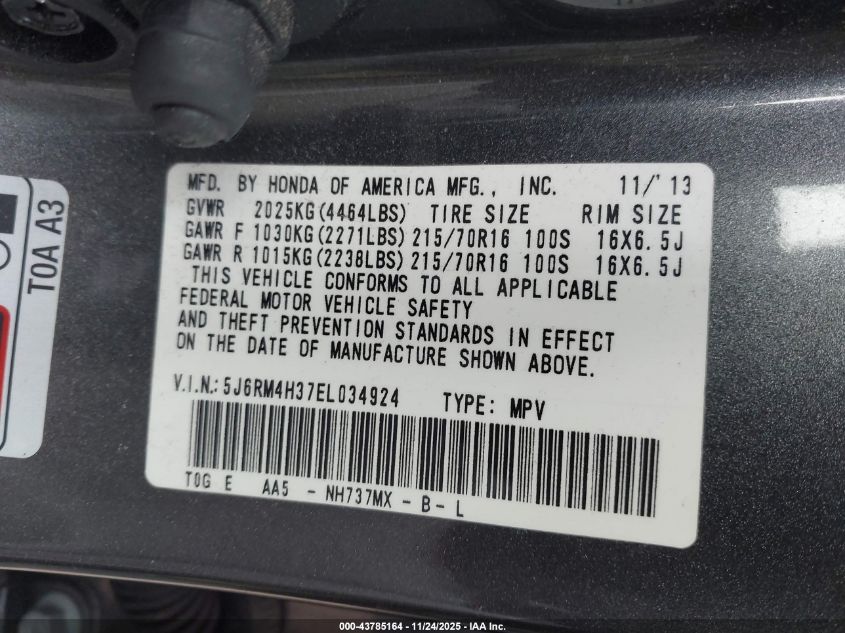 MFD. BY HONDA OF AMERICA MFG., INC. 11/'13
GVWR 2025KG(4464LBS) TIRE SIZE RIM SIZE
GAWR F 1030KG(2271LBS) 215/70R16 100S 16X6.5J
GAWR R 1015KG(2238LBS) 215/70R16 100S 16X6.5J
THIS VEHICLE CONFORMS TO ALL APPLICABLE
FEDERAL MOTOR VEHICLE SAFETY
AND THEFT PREVENTION STANDARDS IN EFFECT
ON THE DATE OF MANUFACTURE SHOWN ABOVE.
V.I.N.: 5J6RM4H37EL034924 TYPE: MPV
T0G E AA5 - NH737MX - B - L
T0A A3
000-43785164 - 11/24/2025 - IAA Inc.